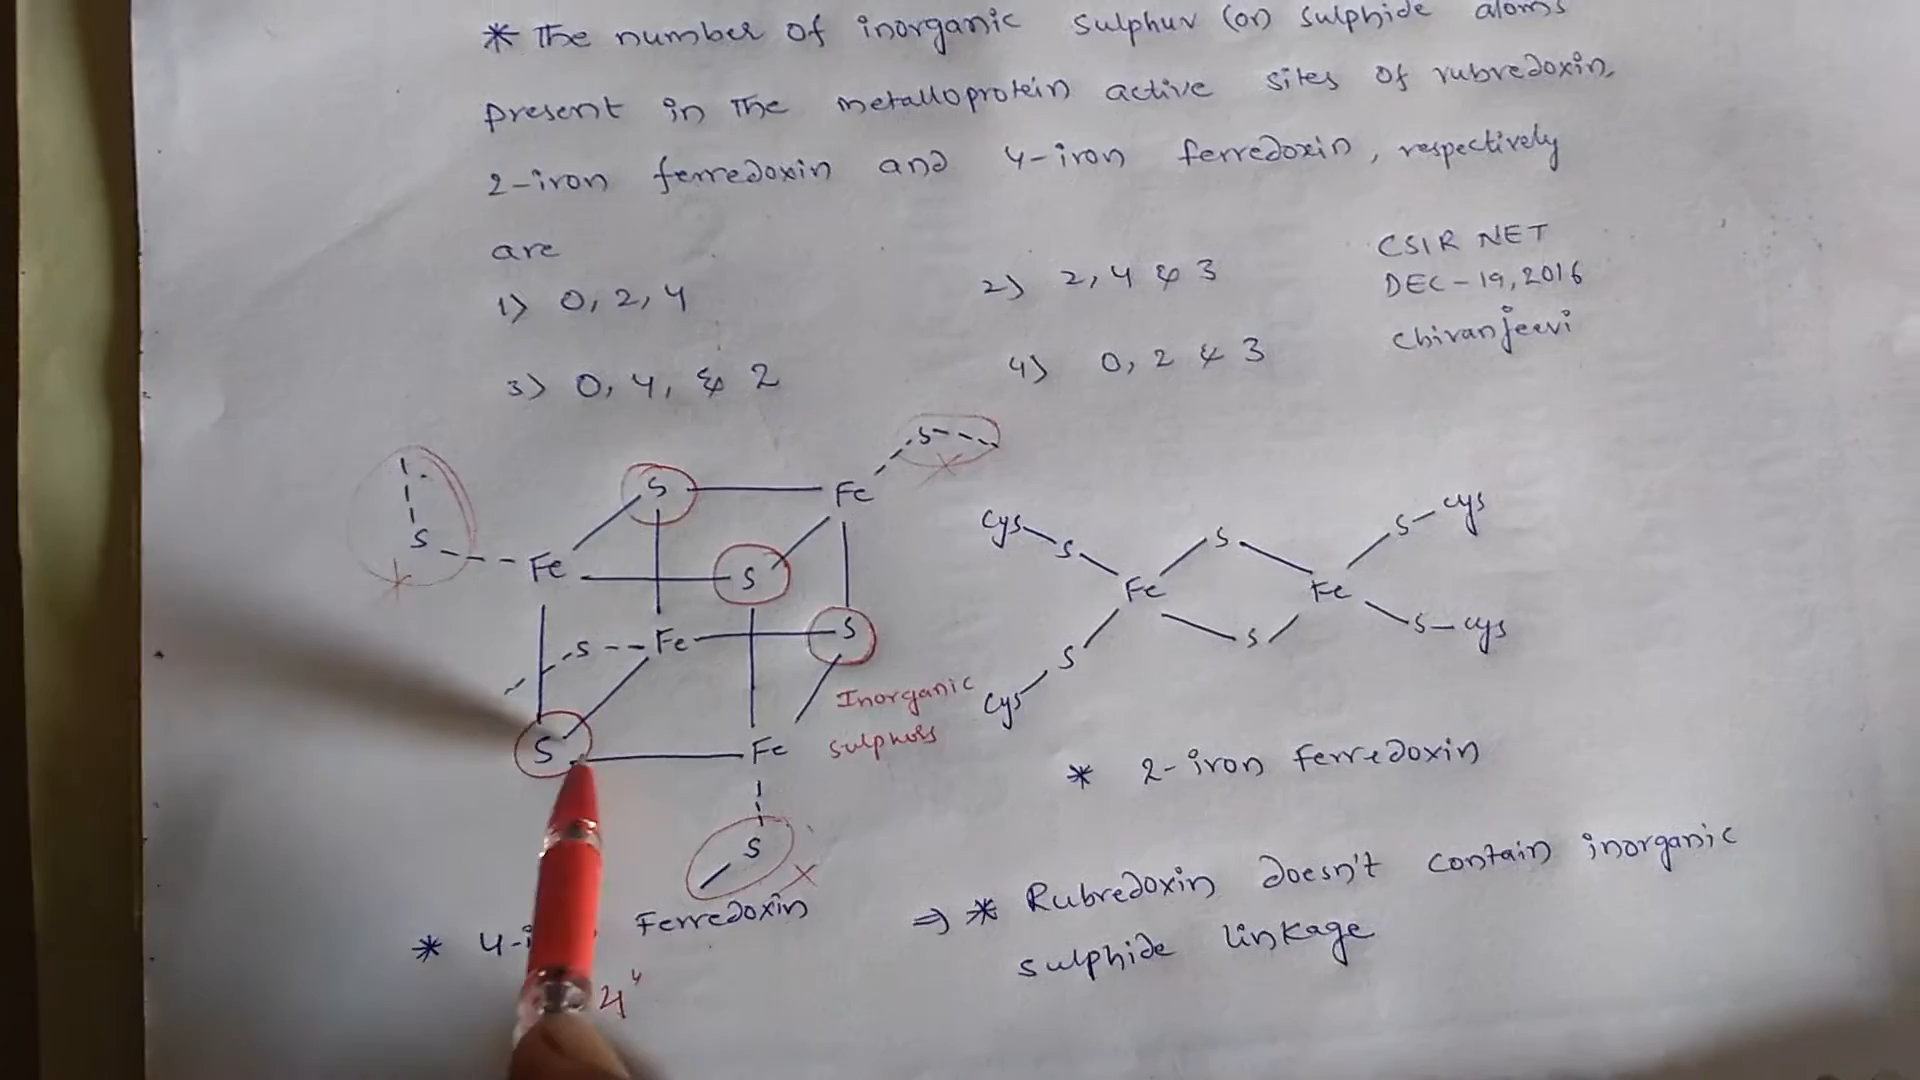 * The number of inorganic sulphur (or) sulphide atoms
present in the metalloprotein active sites of rubredoxin,
2-iron ferredoxin and 4-iron ferredoxin, respectively
are
1) 0, 2, 4
2) 2, 4 & 3
3) 0, 4, & 2
4) 0, 2 & 3
CSIR NET
DEC-19, 2016
Chiranjeevi
S
S Fe S
S Fe S
Fe S
S Fe
S Fe
S
Inorganic
sulphurs
Cys S S S-Cys
Fe Fe
S S S-Cys
Cys
* 2-iron Ferredoxin
* 4- Ferredoxin
4
⇒ * Rubredoxin doesn't contain inorganic
sulphide linkage